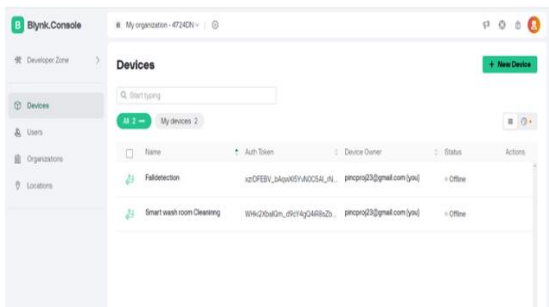 B Blynk.Console
My organization - 4724DN
Developer Zone
Devices
Users
Organizations
Locations
Devices
+ New Device
Start typing
All 2
My devices 2
Name Auth Token Device Owner Status Actions
Falldetection pincproj23@gmail.com (you) Offline
Smart wash room Cleaninng pincproj23@gmail.com (you) Offline